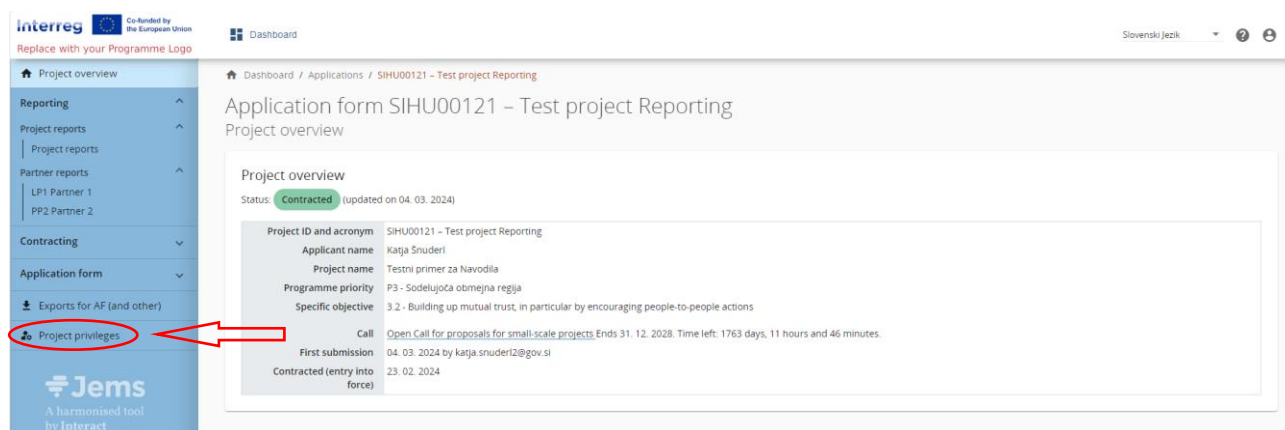 Interreg
Co-funded by
the European Union
Replace with your Programme Logo
Dashboard
Slovenski Jezik
Project overview
Reporting
Project reports
Project reports
Partner reports
LP1 Partner 1
PP2 Partner 2
Contracting
Application form
Exports for AF (and other)
Project privileges
Jems
A harmonised tool
by Interact
Dashboard / Applications / SIHU00121 – Test project Reporting
Application form SIHU00121 – Test project Reporting
Project overview
Project overview
Status: Contracted (updated on 04. 03. 2024)
Project ID and acronym SIHU00121 – Test project Reporting
Applicant name Katja Šnuderl
Project name Testni primer za Navodila
Programme priority P3 - Sodelujoča obmejna regija
Specific objective 3.2 - Building up mutual trust, in particular by encouraging people-to-people actions
Call Open Call for proposals for small-scale projects Ends 31. 12. 2028. Time left: 1763 days, 11 hours and 46 minutes.
First submission 04. 03. 2024 by katja.snuderl2@gov.si
Contracted (entry into 23. 02. 2024
force)